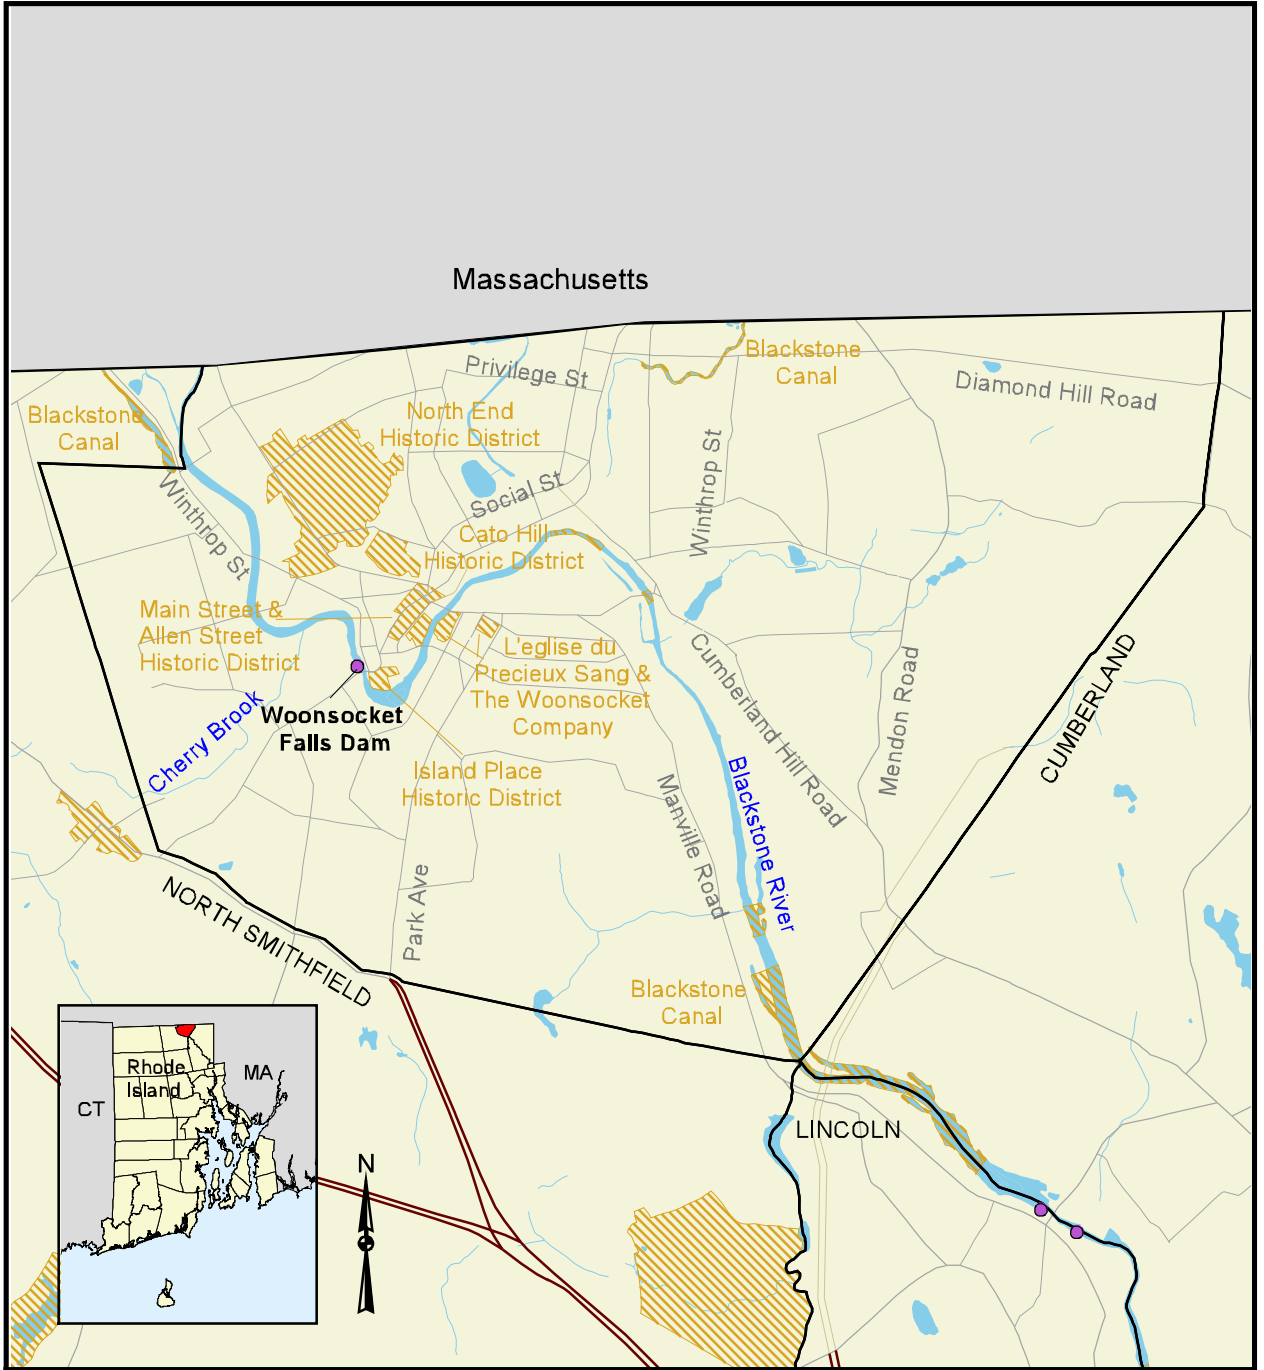 Massachusetts
Privilege St
Blackstone
Canal
Diamond Hill Road
Blackstone
Canal
North End
Historic District
Winthrop St
Social St
Winthrop St
Cato Hill
Historic District
Main Street &
Allen Street
Historic District
L'eglise du
Precieux Sang &
The Woonsocket
Company
Cumberland Hill Road
Mendon Road
CUMBERLAND
Cherry Brook
Woonsocket
Falls Dam
Island Place
Historic District
Manville Road
Blackstone River
Park Ave
NORTH SMITHFIELD
Blackstone
Canal
LINCOLN
Rhode
Island
MA
CT
N